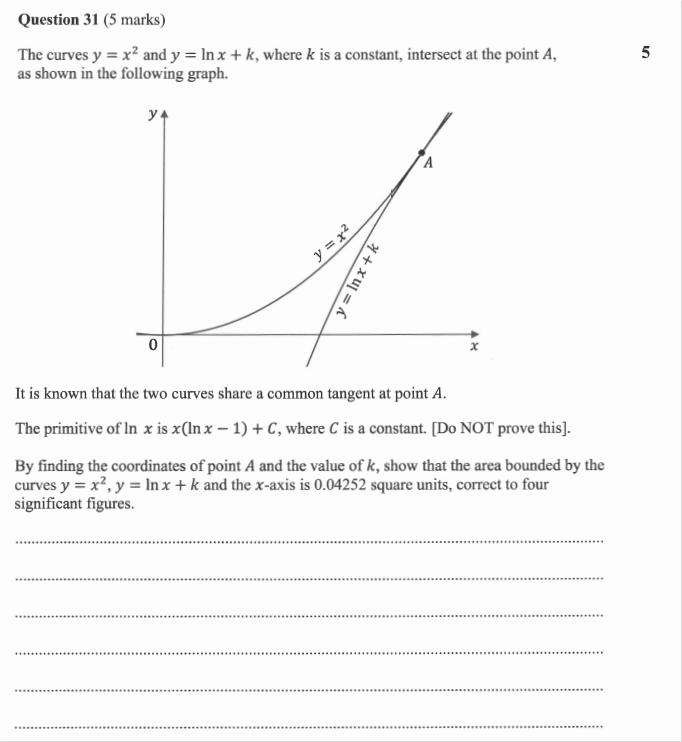 Question 31 (5 marks)
The curves y = x² and y = ln x + k, where k is a constant, intersect at the point A, 5
as shown in the following graph.
y
A
y = x²
y = ln x + k
0
x
It is known that the two curves share a common tangent at point A.
The primitive of ln x is x(ln x − 1) + C, where C is a constant. [Do NOT prove this].
By finding the coordinates of point A and the value of k, show that the area bounded by the
curves y = x², y = ln x + k and the x-axis is 0.04252 square units, correct to four
significant figures.